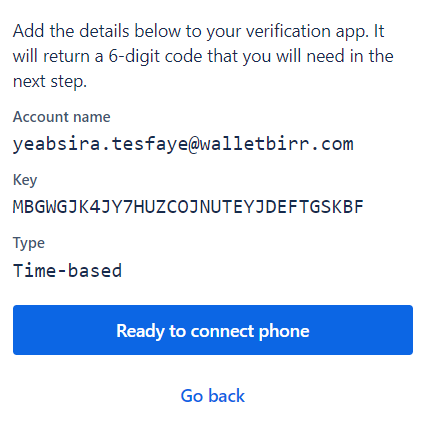 Add the details below to your verification app. It
will return a 6-digit code that you will need in the
next step.
Account name
yeabsira.tesfaye@walletbirr.com
Key
MBGWGJK4JY7HUZCOJNUTEYJDEFTGSKBF
Type
Time-based
Ready to connect phone
Go back